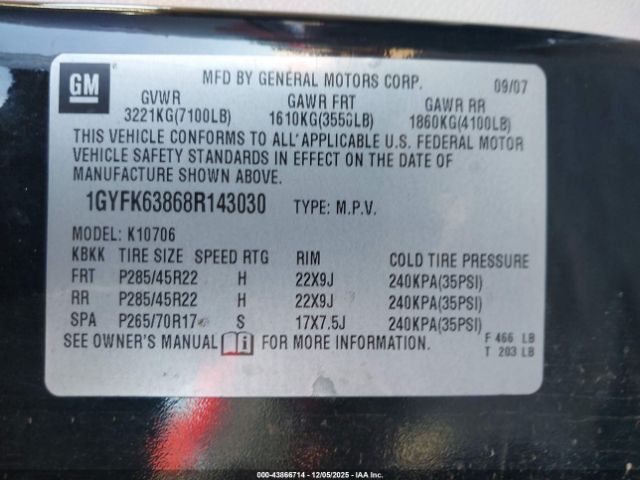 GM
MFD BY GENERAL MOTORS CORP. 09/07
GVWR GAWR FRT GAWR RR
3221KG(7100LB) 1610KG(3550LB) 1860KG(4100LB)
THIS VEHICLE CONFORMS TO ALL APPLICABLE U.S. FEDERAL MOTOR
VEHICLE SAFETY STANDARDS IN EFFECT ON THE DATE OF
MANUFACTURE SHOWN ABOVE.
1GYFK63868R143030 TYPE: M.P.V.
MODEL: K10706
KBKK TIRE SIZE SPEED RTG RIM COLD TIRE PRESSURE
FRT P285/45R22 H 22X9J 240KPA(35PSI)
RR P285/45R22 H 22X9J 240KPA(35PSI)
SPA P265/70R17 S 17X7.5J 240KPA(35PSI)
SEE OWNER'S MANUAL i FOR MORE INFORMATION.
F 466 LB
T 203 LB
000-43866714 - 12/05/2025 - IAA Inc.